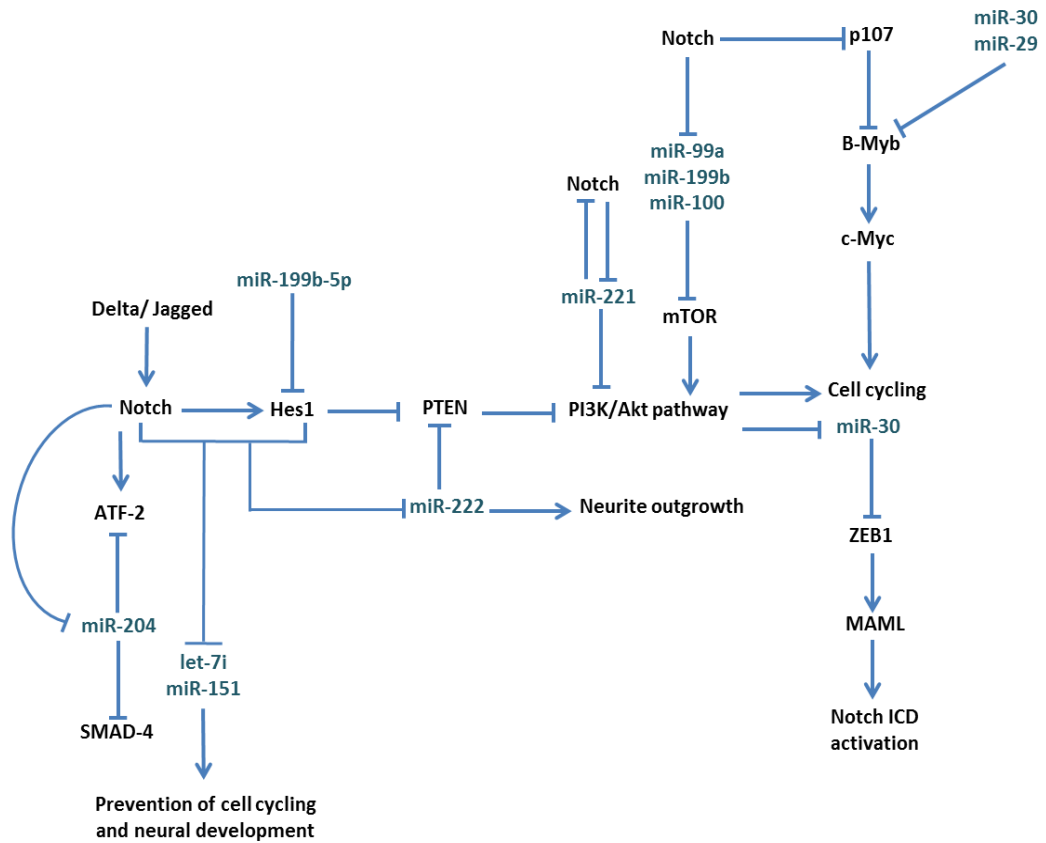 miR-30
miR-29
Notch
p107
B-Myb
miR-99a
miR-199b
miR-100
Notch
c-Myc
miR-199b-5p
miR-221
Delta/ Jagged
mTOR
Notch
Hes1
PTEN
PI3K/Akt pathway
Cell cycling
miR-30
ATF-2
miR-222
Neurite outgrowth
ZEB1
miR-204
MAML
let-7i
miR-151
SMAD-4
Notch ICD
activation
Prevention of cell cycling
and neural development